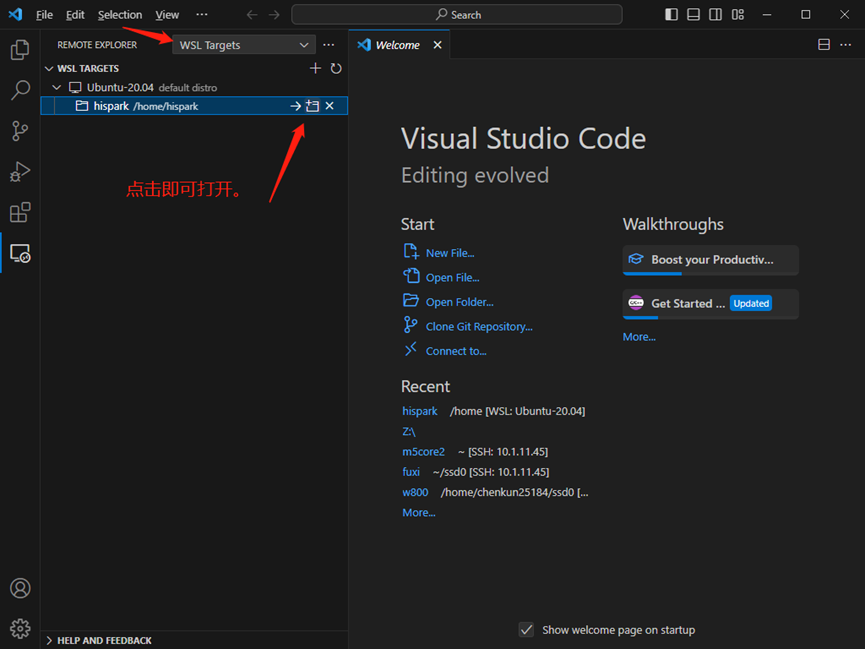 File Edit Selection View ··· Search
REMOTE EXPLORER WSL Targets ···
Welcome ···
WSL TARGETS
Ubuntu-20.04 default distro
hispark /home/hispark
点击即可打开。
Visual Studio Code
Editing evolved
Start
New File...
Open File...
Open Folder...
Clone Git Repository...
Connect to...
Walkthroughs
Boost your Productiv...
Get Started ... Updated
More...
Recent
hispark /home [WSL: Ubuntu-20.04]
Z:\
m5core2 ~ [SSH: 10.1.11.45]
fuxi ~/ssd0 [SSH: 10.1.11.45]
w800 /home/chenkun25184/ssd0 [...
More...
Show welcome page on startup
HELP AND FEEDBACK